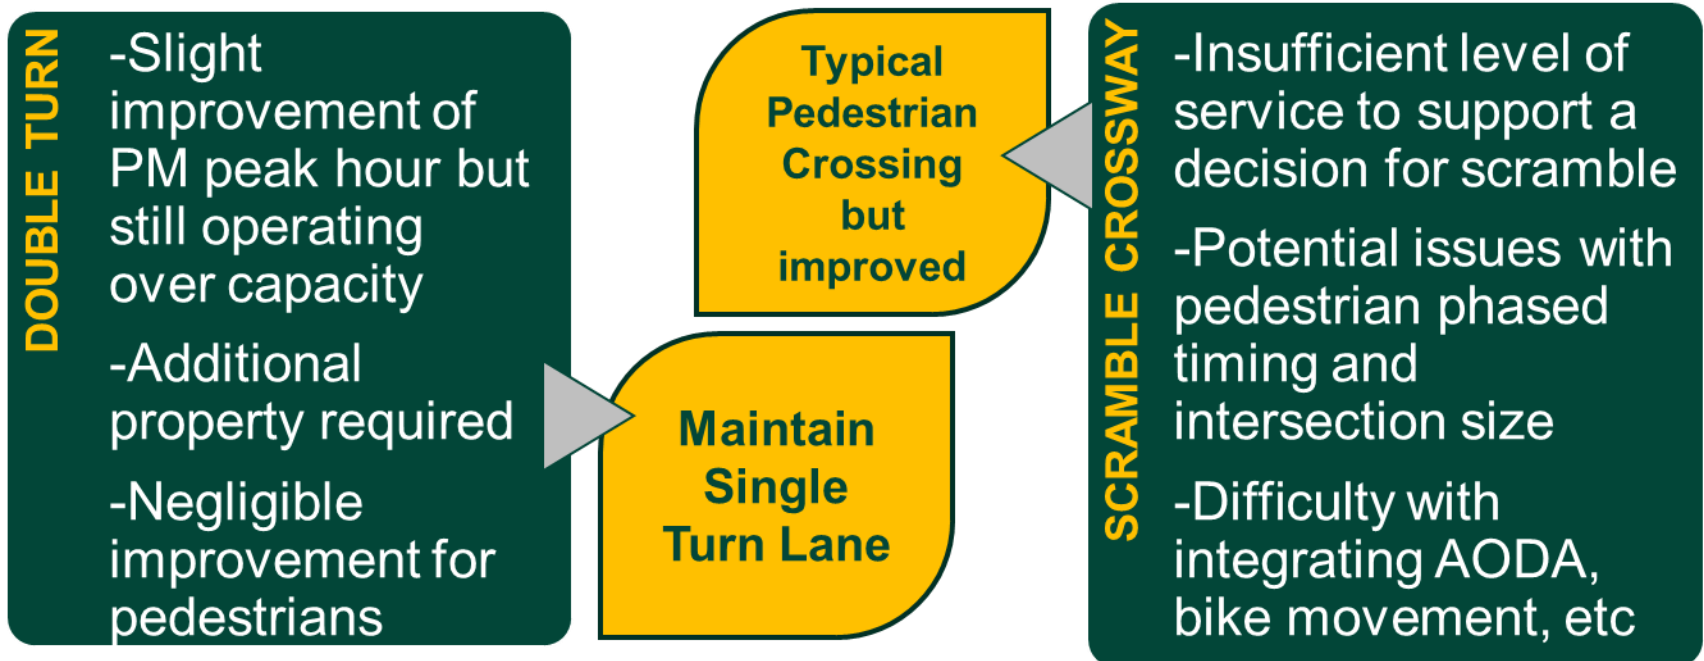 DOUBLE TURN
-Slight
improvement of
PM peak hour but
still operating
over capacity
-Additional
property required
-Negligible
improvement for
pedestrians
Typical
Pedestrian
Crossing
but
improved
Maintain
Single
Turn Lane
SCRAMBLE CROSSWAY
-Insufficient level of
service to support a
decision for scramble
-Potential issues with
pedestrian phased
timing and
intersection size
-Difficulty with
integrating AODA,
bike movement, etc